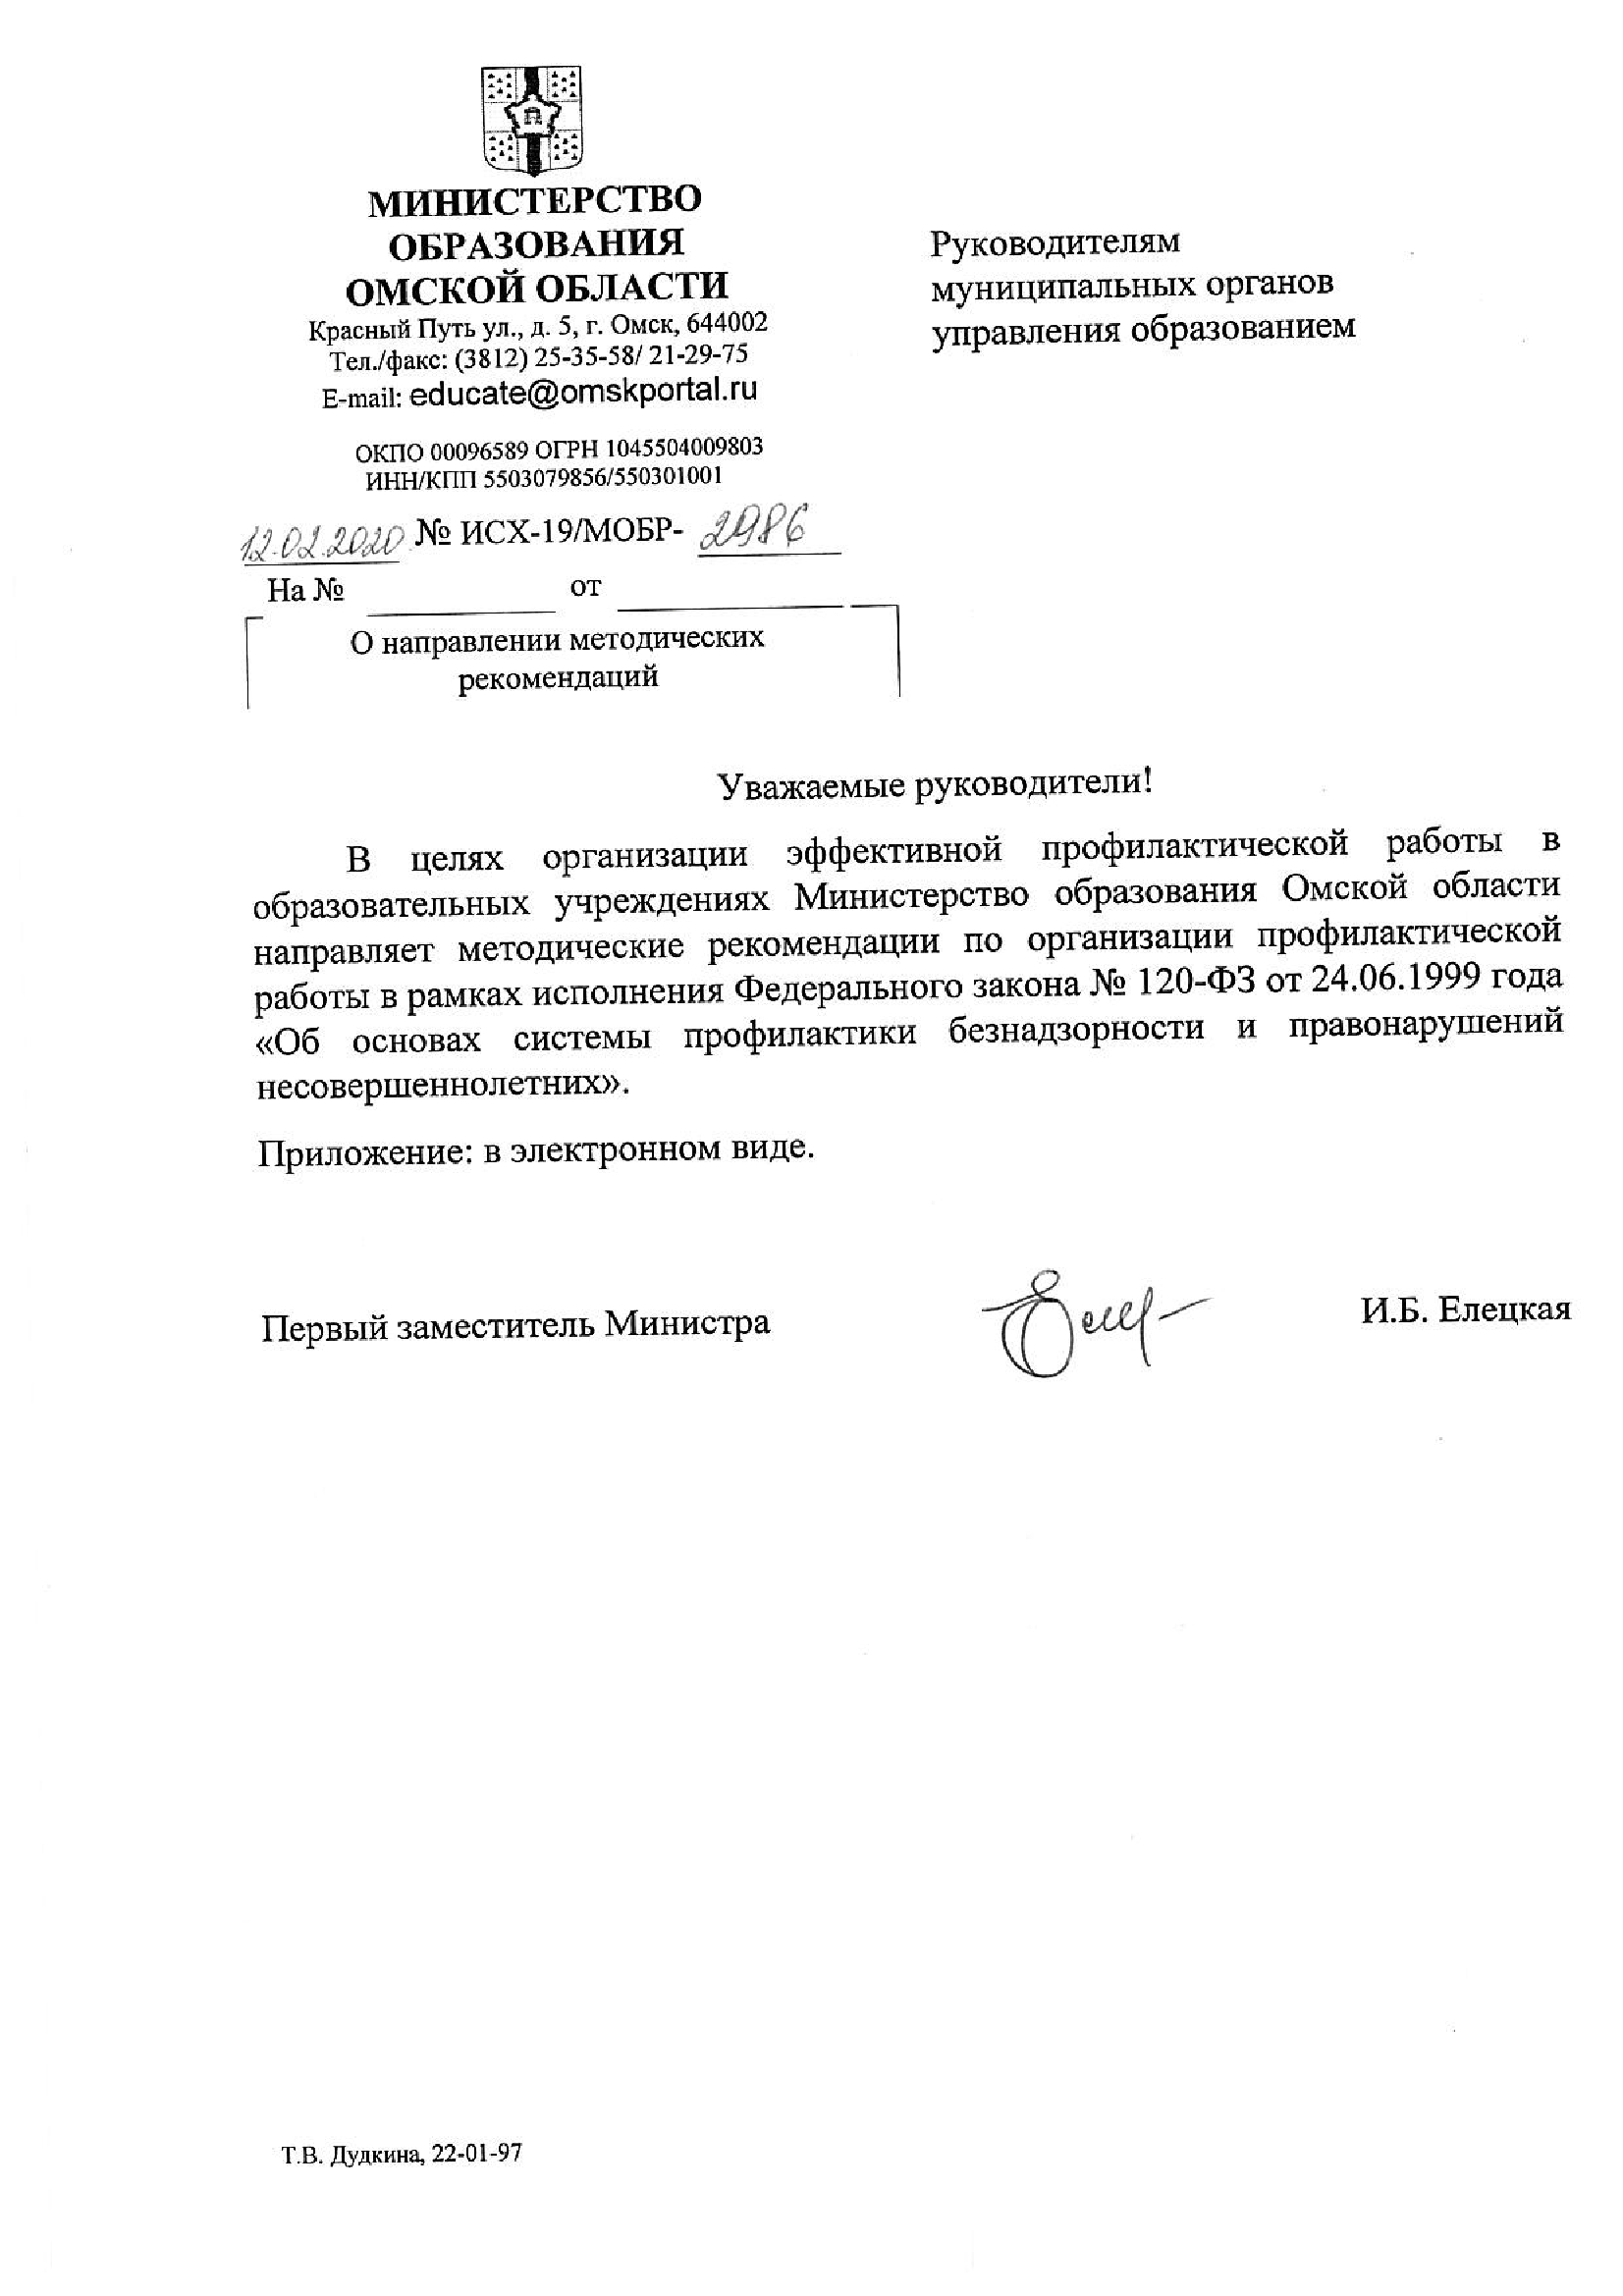 МИНИСТЕРСТВО
ОБРАЗОВАНИЯ
ОМСКОЙ ОБЛАСТИ
Красный Путь ул., д. 5, г. Омск, 644002
Тел./факс: (3812) 25-35-58/ 21-29-75
E-mail: educate@omskportal.ru
ОКПО 00096589 ОГРН 1045504009803
ИНН/КПП 5503079856/550301001
12.02.2020 № ИСХ-19/МОБР- 2986
На № от
О направлении методических
рекомендаций
Руководителям
муниципальных органов
управления образованием
Уважаемые руководители!
В целях организации эффективной профилактической работы в
образовательных учреждениях Министерство образования Омской области
направляет методические рекомендации по организации профилактической
работы в рамках исполнения Федерального закона № 120-ФЗ от 24.06.1999 года
«Об основах системы профилактики безнадзорности и правонарушений
несовершеннолетних».
Приложение: в электронном виде.
Первый заместитель Министра И.Б. Елецкая
Т.В. Дудкина, 22-01-97